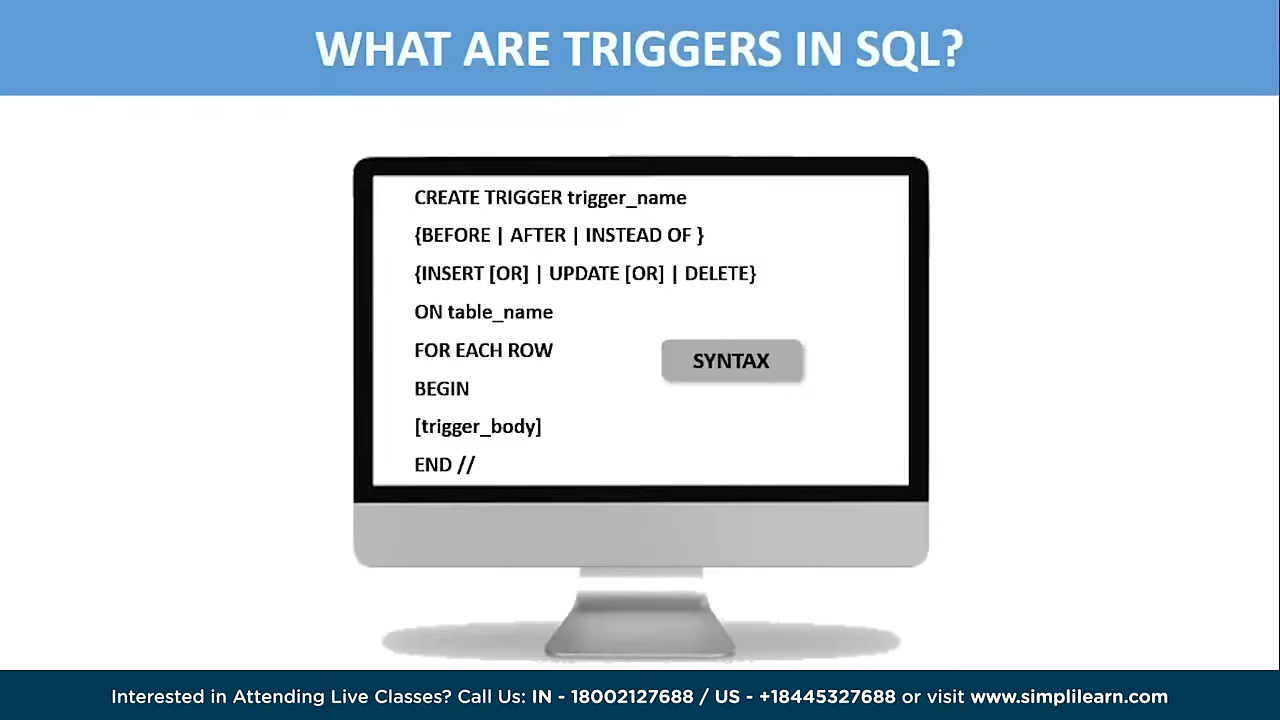 WHAT ARE TRIGGERS IN SQL?
CREATE TRIGGER trigger_name
{BEFORE | AFTER | INSTEAD OF }
{INSERT [OR] | UPDATE [OR] | DELETE}
ON table_name
FOR EACH ROW
SYNTAX
BEGIN
[trigger_body]
END //
Interested in Attending Live Classes? Call Us: IN - 18002127688 / US - +18445327688 or visit www.simplilearn.com